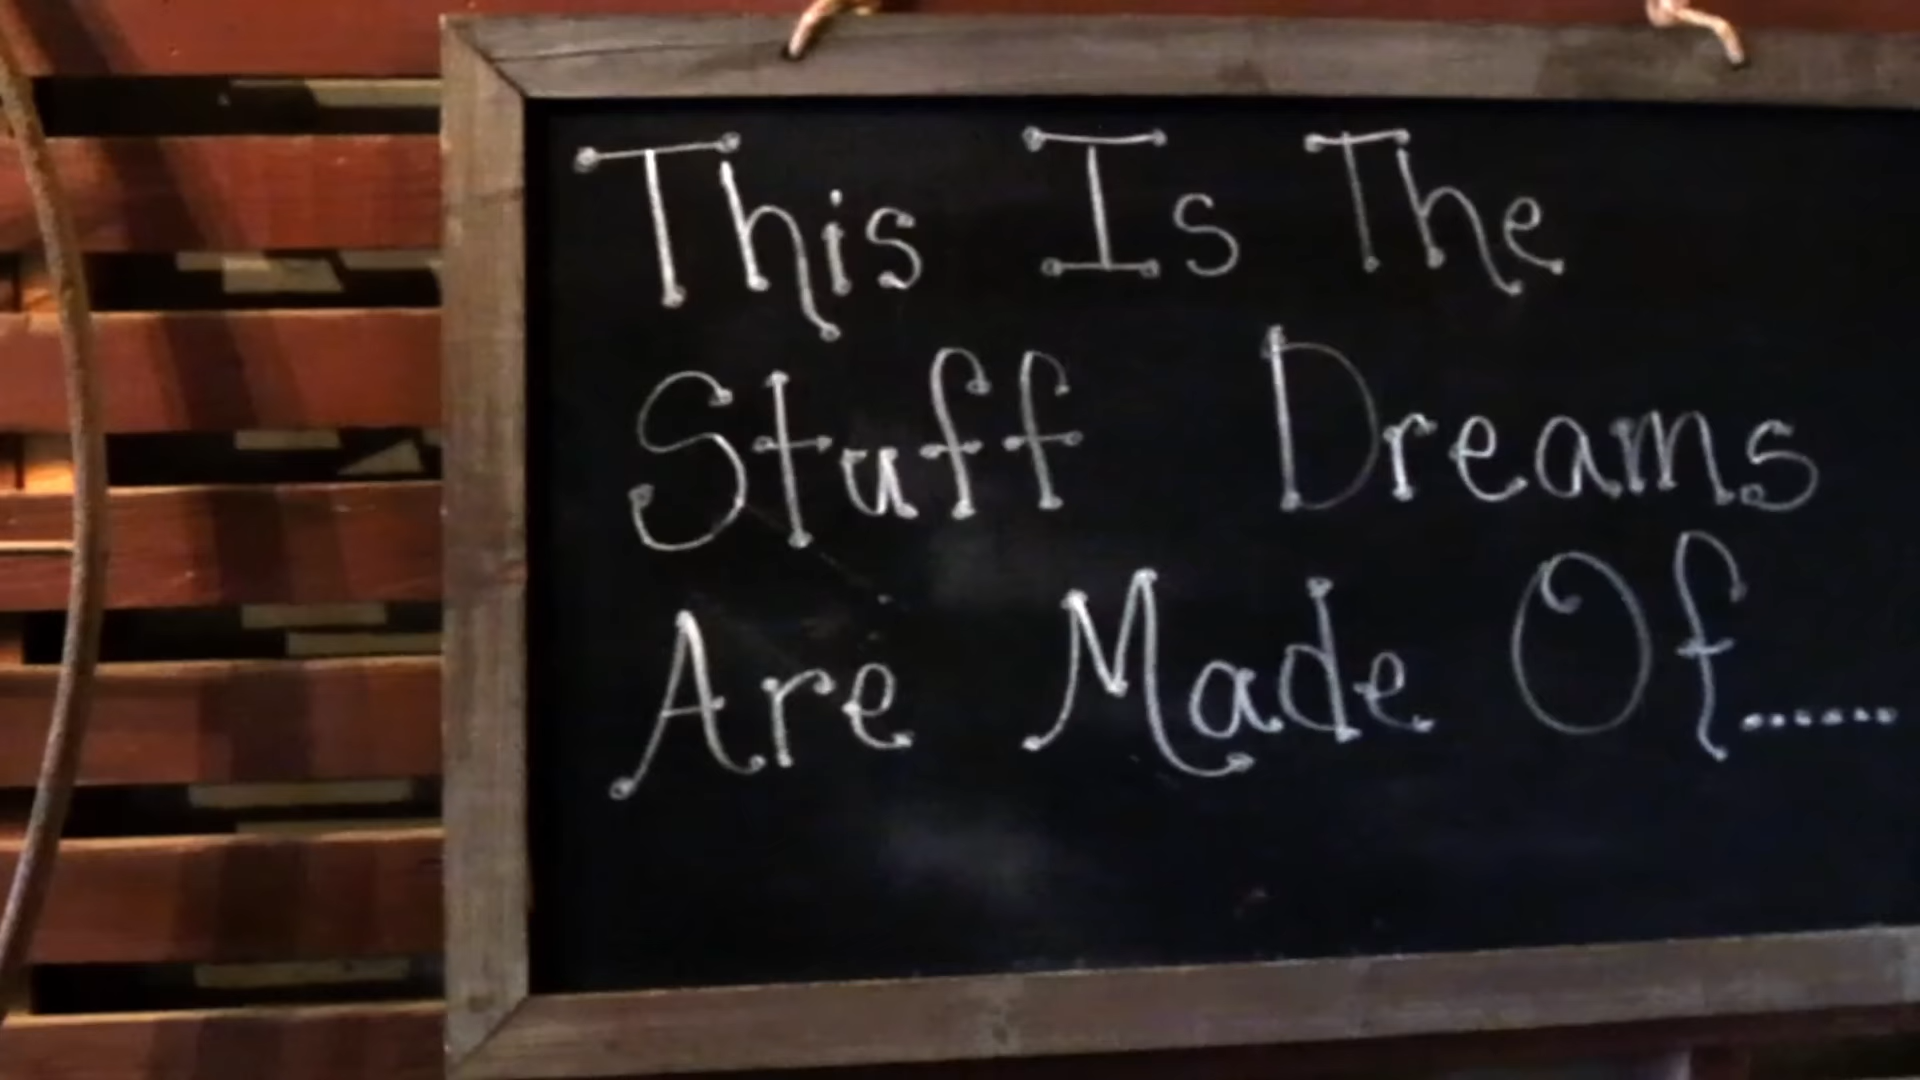 This Is The
Stuff Dreams
Are Made Of......